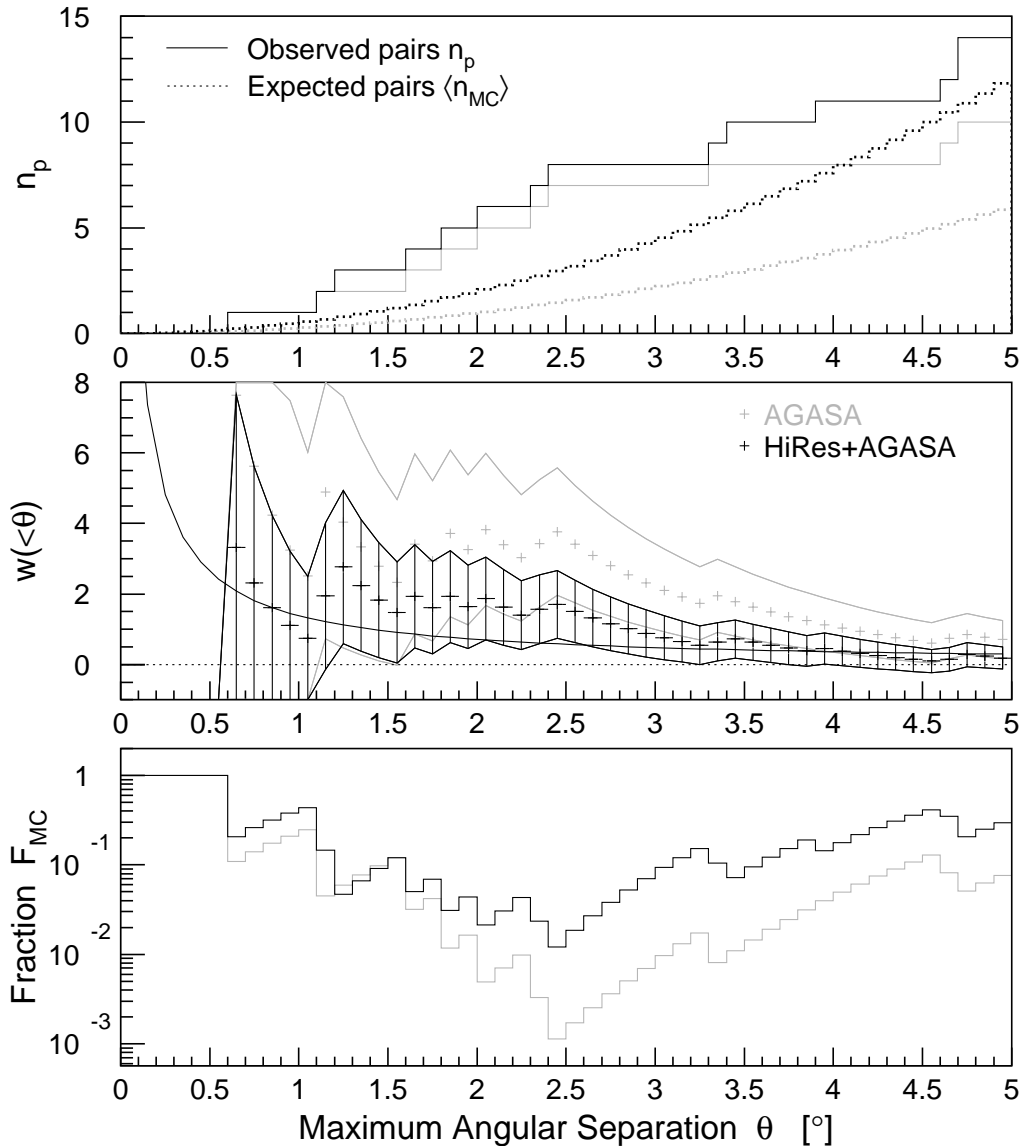 15
10
5
0
n_p
Observed pairs n_p
Expected pairs ⟨n_MC⟩
0 0.5 1 1.5 2 2.5 3 3.5 4 4.5 5
8
6
4
2
0
w(<θ)
AGASA
HiRes+AGASA
0 0.5 1 1.5 2 2.5 3 3.5 4 4.5 5
1
10^-1
10^-2
10^-3
Fraction F_MC
0 0.5 1 1.5 2 2.5 3 3.5 4 4.5 5
Maximum Angular Separation θ [°]